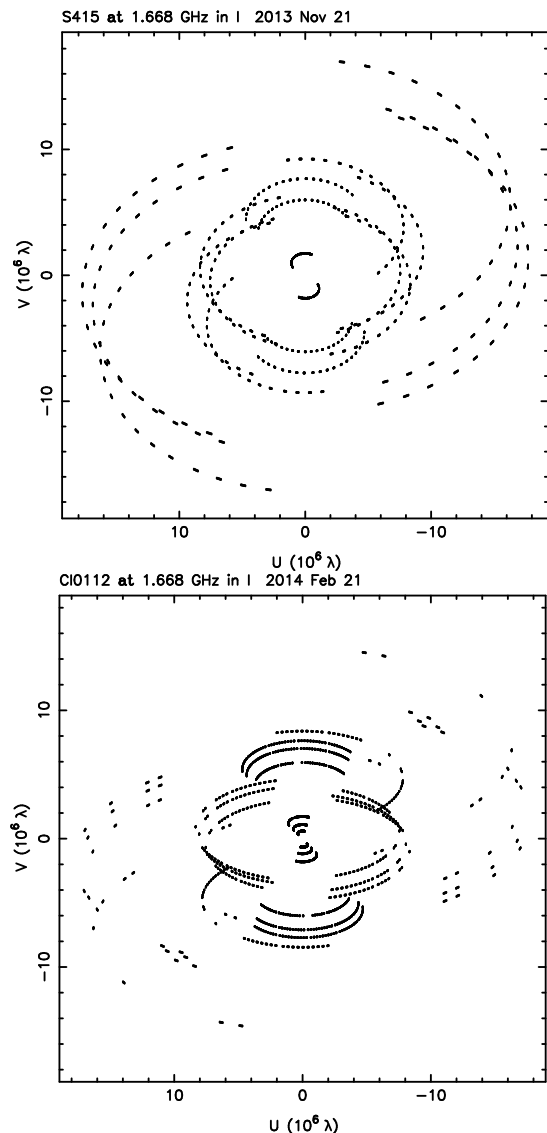 S415 at 1.668 GHz in I 2013 Nov 21
10
0
-10
V (10⁶ λ)
10 0 -10
U (10⁶ λ)
CI0112 at 1.668 GHz in I 2014 Feb 21
10
0
-10
V (10⁶ λ)
10 0 -10
U (10⁶ λ)